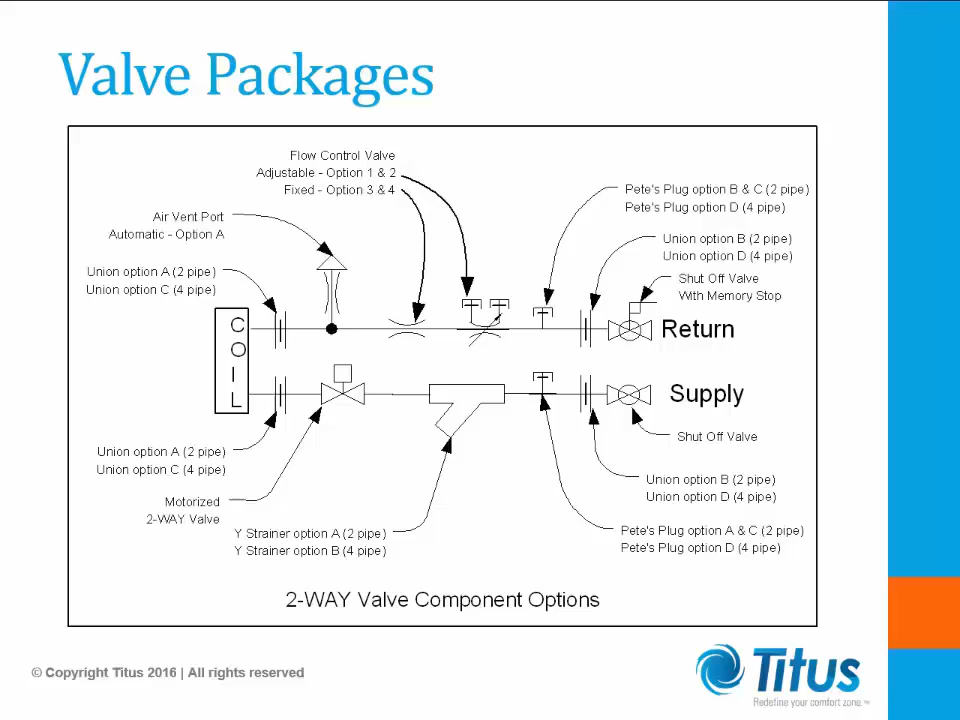 Valve Packages
Flow Control Valve
Adjustable - Option 1 & 2
Fixed - Option 3 & 4
Air Vent Port
Automatic - Option A
Union option A (2 pipe)
Union option C (4 pipe)
Pete's Plug option B & C (2 pipe)
Pete's Plug option D (4 pipe)
Union option B (2 pipe)
Union option D (4 pipe)
Shut Off Valve
With Memory Stop
COIL
Return
Supply
Shut Off Valve
Union option A (2 pipe)
Union option C (4 pipe)
Motorized
2-WAY Valve
Y Strainer option A (2 pipe)
Y Strainer option B (4 pipe)
Union option B (2 pipe)
Union option D (4 pipe)
Pete's Plug option A & C (2 pipe)
Pete's Plug option D (4 pipe)
2-WAY Valve Component Options
© Copyright Titus 2016 | All rights reserved
Titus
Redefine your comfort zone.™